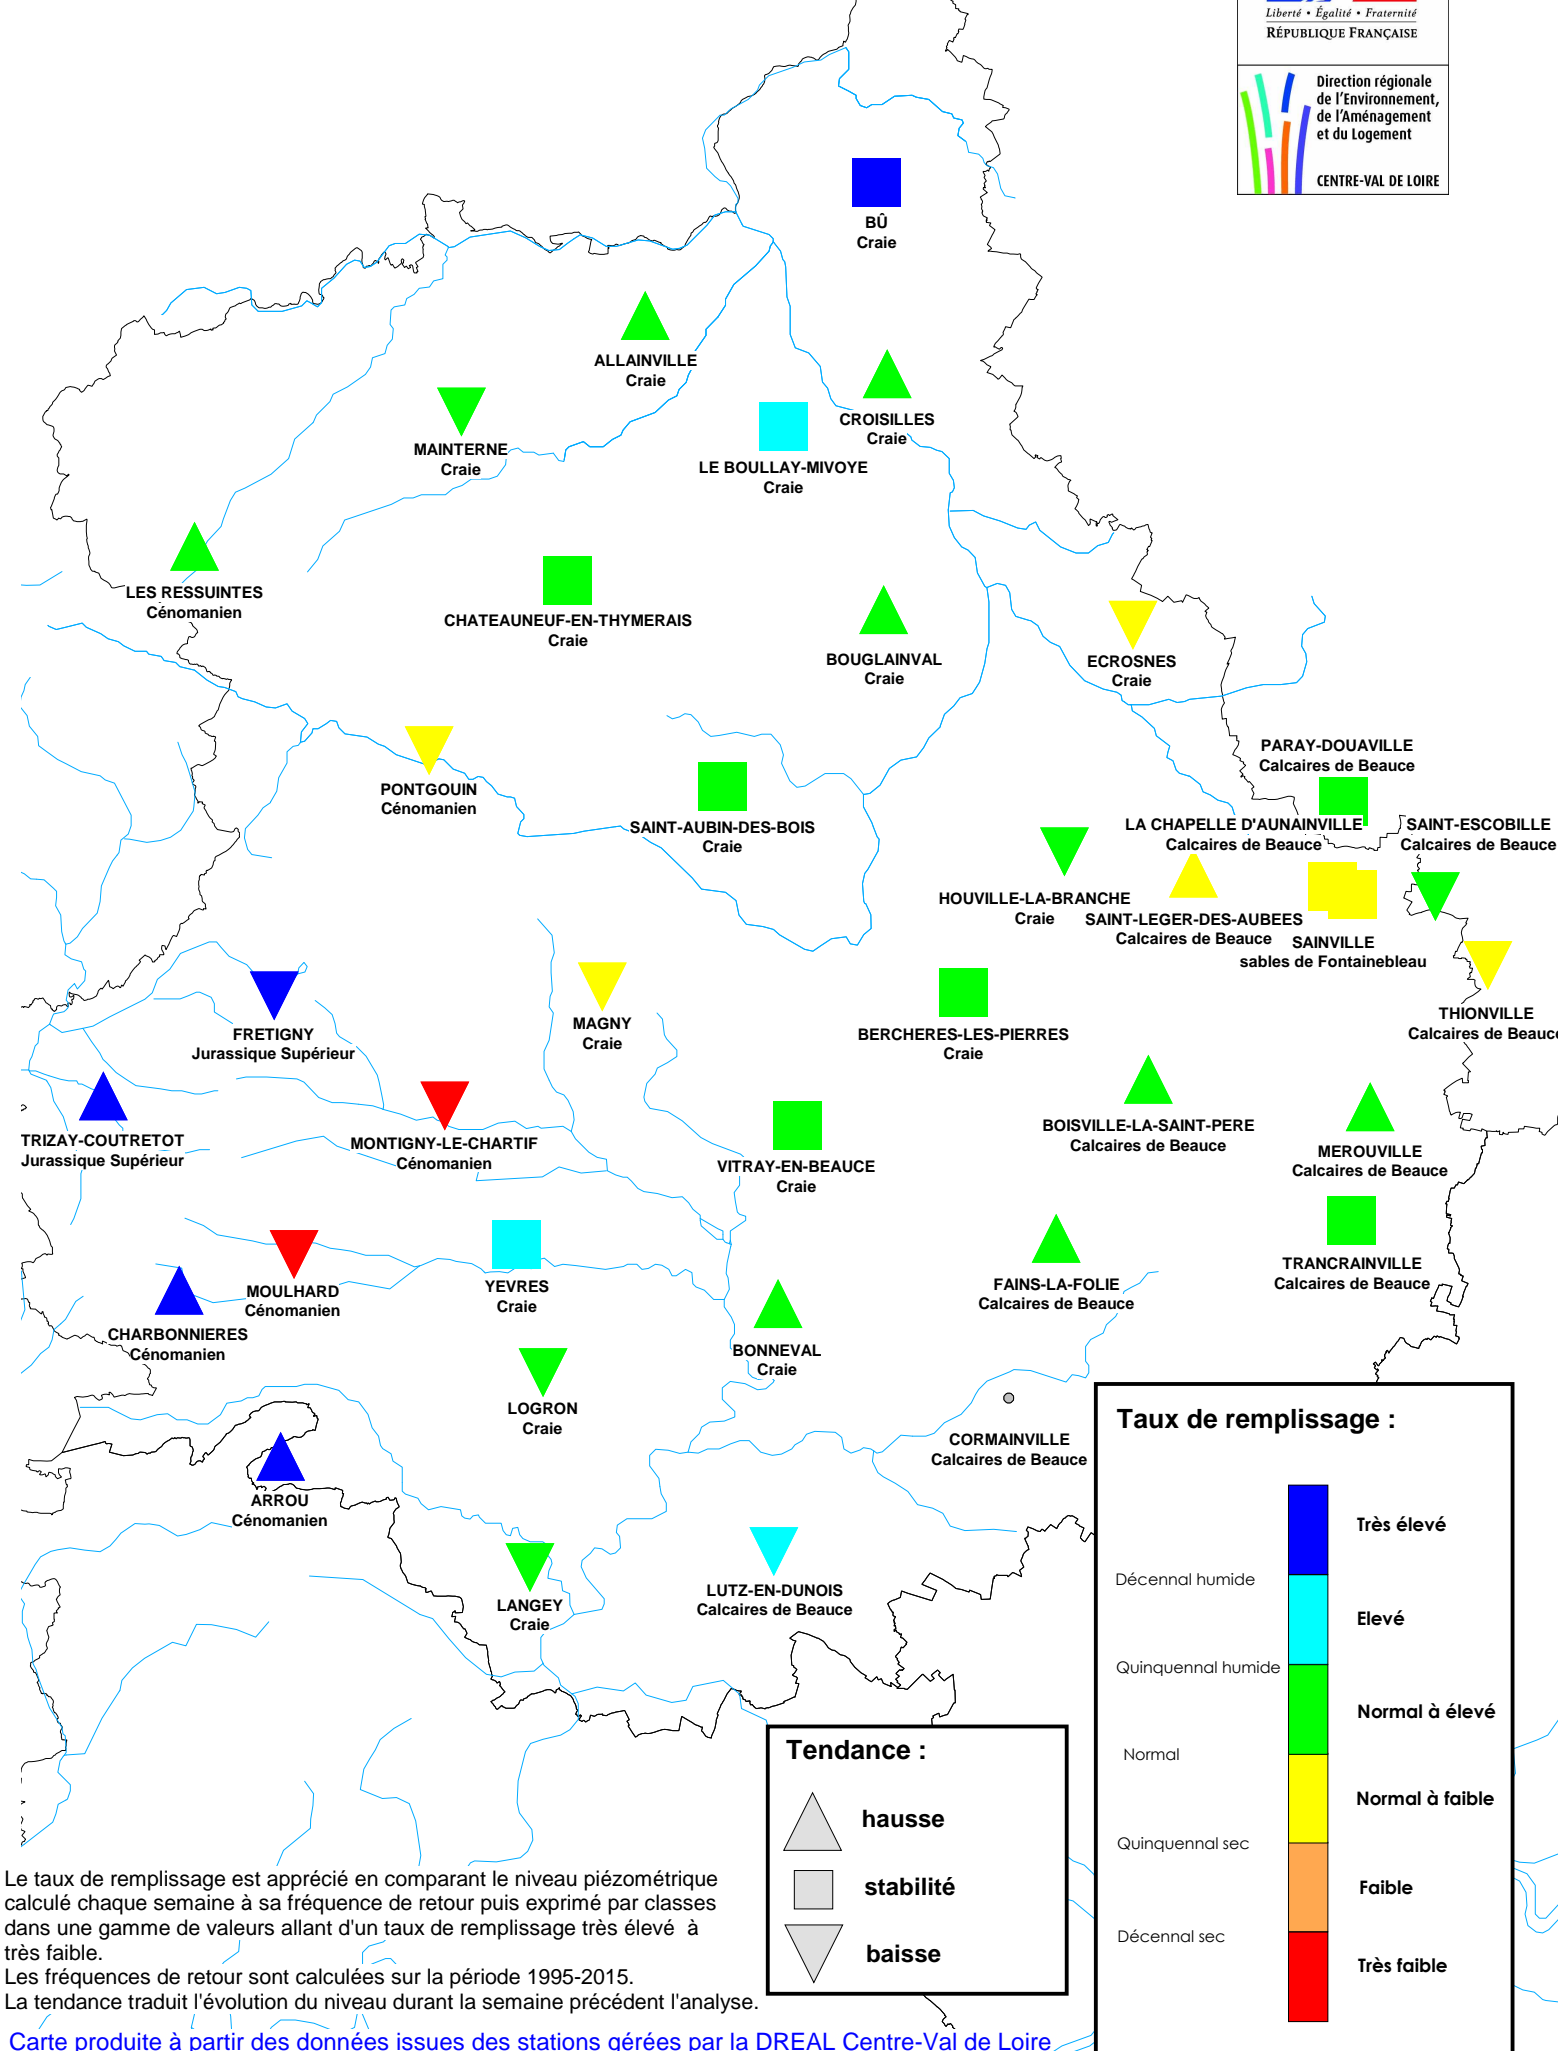 Liberté • Égalité • Fraternité
RÉPUBLIQUE FRANÇAISE
Direction régionale
de l'Environnement,
de l'Aménagement
et du Logement
CENTRE-VAL DE LOIRE
BÛ
Craie
ALLAINVILLE
Craie
CROISILLES
Craie
MAINTERNE
Craie
LE BOULLAY-MIVOYE
Craie
LES RESSUINTES
Cénomanien
CHATEAUNEUF-EN-THYMERAIS
Craie
BOUGLAINVAL
Craie
ECROSNES
Craie
PARAY-DOUAVILLE
Calcaires de Beauce
PONTGOUIN
Cénomanien
SAINT-AUBIN-DES-BOIS
Craie
LA CHAPELLE D'AUNAINVILLE
Calcaires de Beauce
SAINT-ESCOBILLE
Calcaires de Beauce
HOUVILLE-LA-BRANCHE
Craie
SAINT-LEGER-DES-AUBEES
Calcaires de Beauce
SAINVILLE
sables de Fontainebleau
THIONVILLE
Calcaires de Beauce
FRETIGNY
Jurassique Supérieur
MAGNY
Craie
BERCHERES-LES-PIERRES
Craie
TRIZAY-COUTRETOT
Jurassique Supérieur
MONTIGNY-LE-CHARTIF
Cénomanien
VITRAY-EN-BEAUCE
Craie
BOISVILLE-LA-SAINT-PERE
Calcaires de Beauce
MEROUVILLE
Calcaires de Beauce
MOULHARD
Cénomanien
YEVRES
Craie
FAINS-LA-FOLIE
Calcaires de Beauce
TRANCRAINVILLE
Calcaires de Beauce
CHARBONNIERES
Cénomanien
BONNEVAL
Craie
LOGRON
Craie
CORMAINVILLE
Calcaires de Beauce
ARROU
Cénomanien
LANGEY
Craie
LUTZ-EN-DUNOIS
Calcaires de Beauce
Taux de remplissage :
Très élevé
Décennal humide
Elevé
Quinquennal humide
Normal à élevé
Normal
Normal à faible
Quinquennal sec
Faible
Décennal sec
Très faible
Tendance :
hausse
stabilité
baisse
Le taux de remplissage est apprécié en comparant le niveau piézométrique
calculé chaque semaine à sa fréquence de retour puis exprimé par classes
dans une gamme de valeurs allant d'un taux de remplissage très élevé à
très faible.
Les fréquences de retour sont calculées sur la période 1995-2015.
La tendance traduit l'évolution du niveau durant la semaine précédent l'analyse.
Carte produite à partir des données issues des stations gérées par la DREAL Centre-Val de Loire